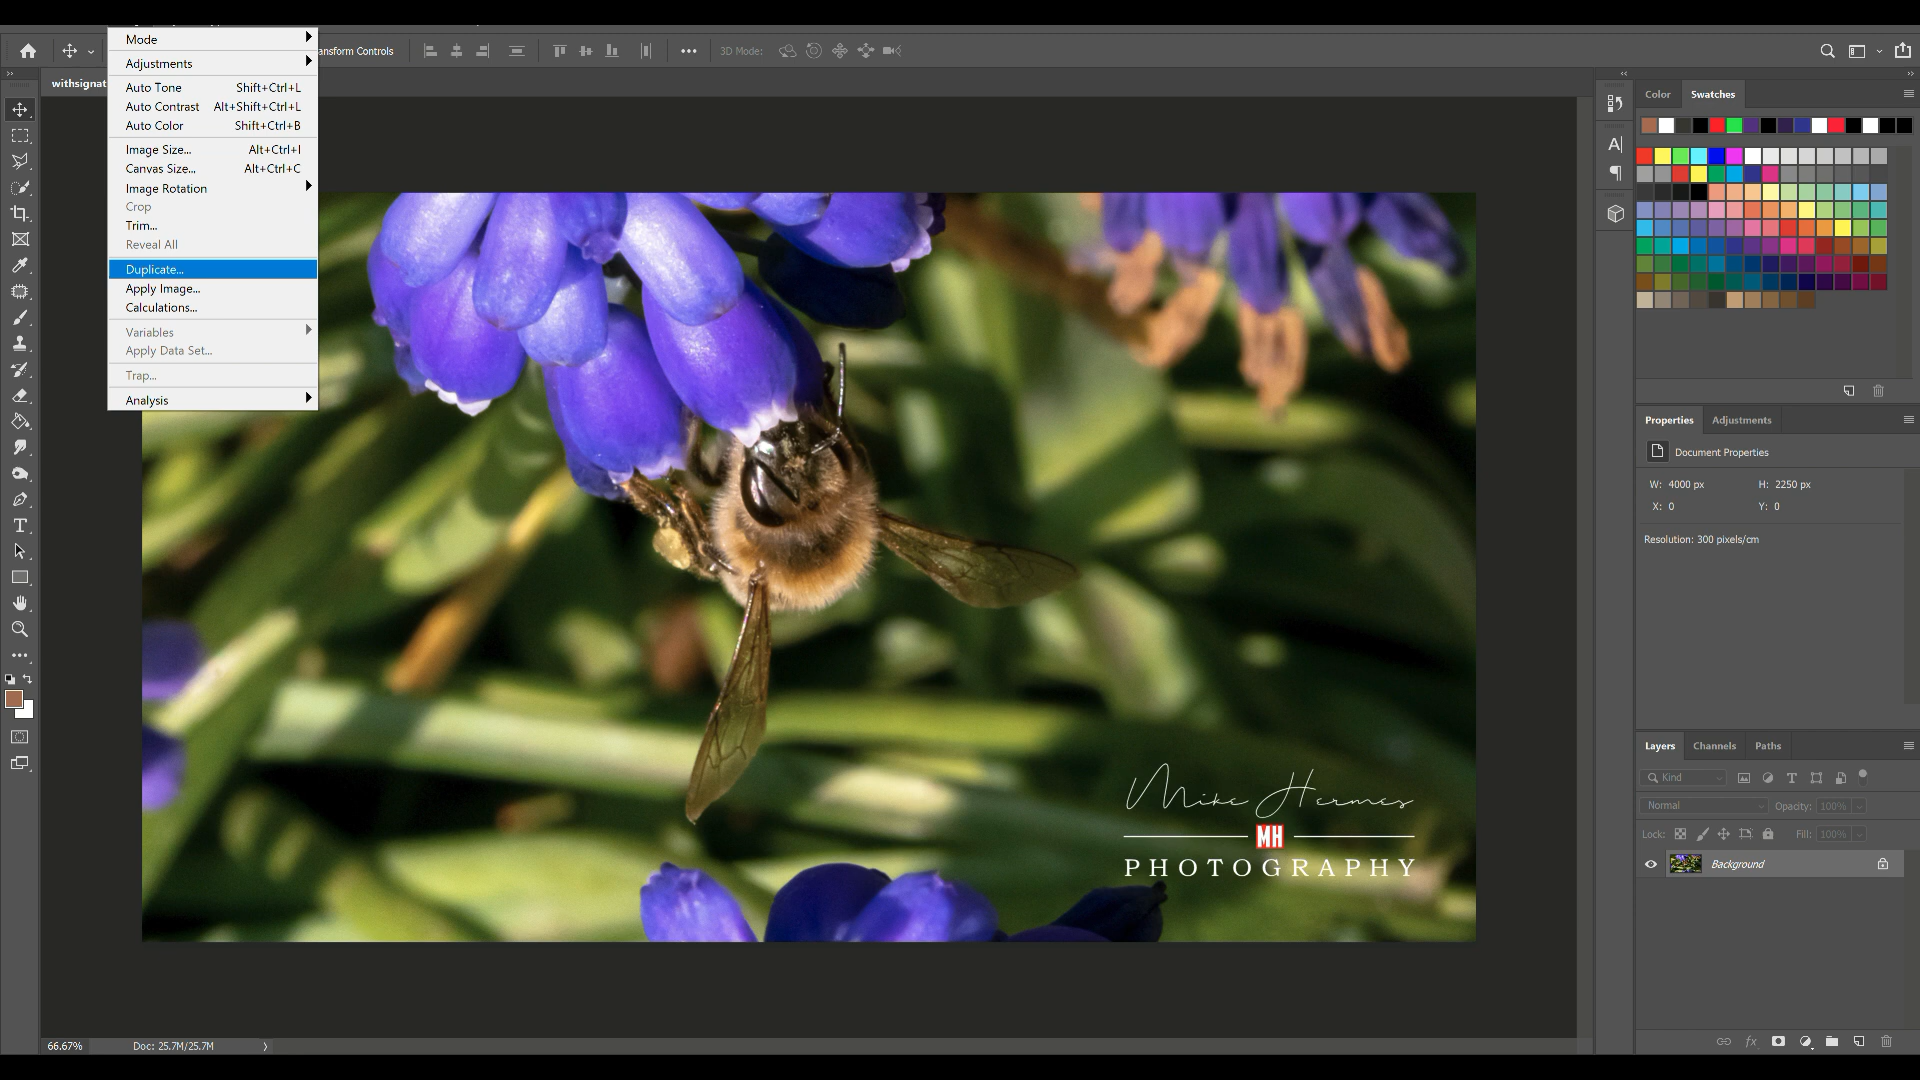 Mode
Adjustments
Auto Tone Shift+Ctrl+L
Auto Contrast Alt+Shift+Ctrl+L
Auto Color Shift+Ctrl+B
Image Size... Alt+Ctrl+I
Canvas Size... Alt+Ctrl+C
Image Rotation
Crop
Trim...
Reveal All
Duplicate...
Apply Image...
Calculations...
Variables
Apply Data Set...
Trap...
Analysis
ansform Controls
3D Mode:
withsignat
Color Swatches
Properties Adjustments
Document Properties
W: 4000 px H: 2250 px
X: 0 Y: 0
Resolution: 300 pixels/cm
Layers Channels Paths
Kind
Normal Opacity: 100%
Lock: Fill: 100%
Background
fx
Mike Hermes
MH
PHOTOGRAPHY
66.67% Doc: 25.7M/25.7M